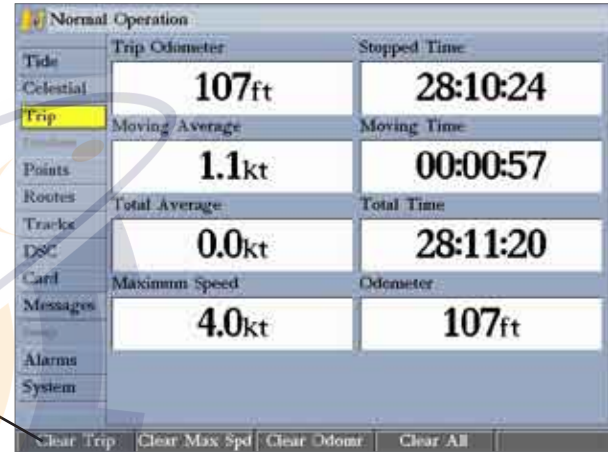 Normal Operation
Tide
Celestial
Trip
Points
Routes
Tracks
DSC
Card
Messages
Alarms
System
Trip Odometer
107ft
Stopped Time
28:10:24
Moving Average
1.1kt
Moving Time
00:00:57
Total Average
0.0kt
Total Time
28:11:20
Maximum Speed
4.0kt
Odometer
107ft
Clear Trip
Clear Max Spd
Clear Odomr
Clear All